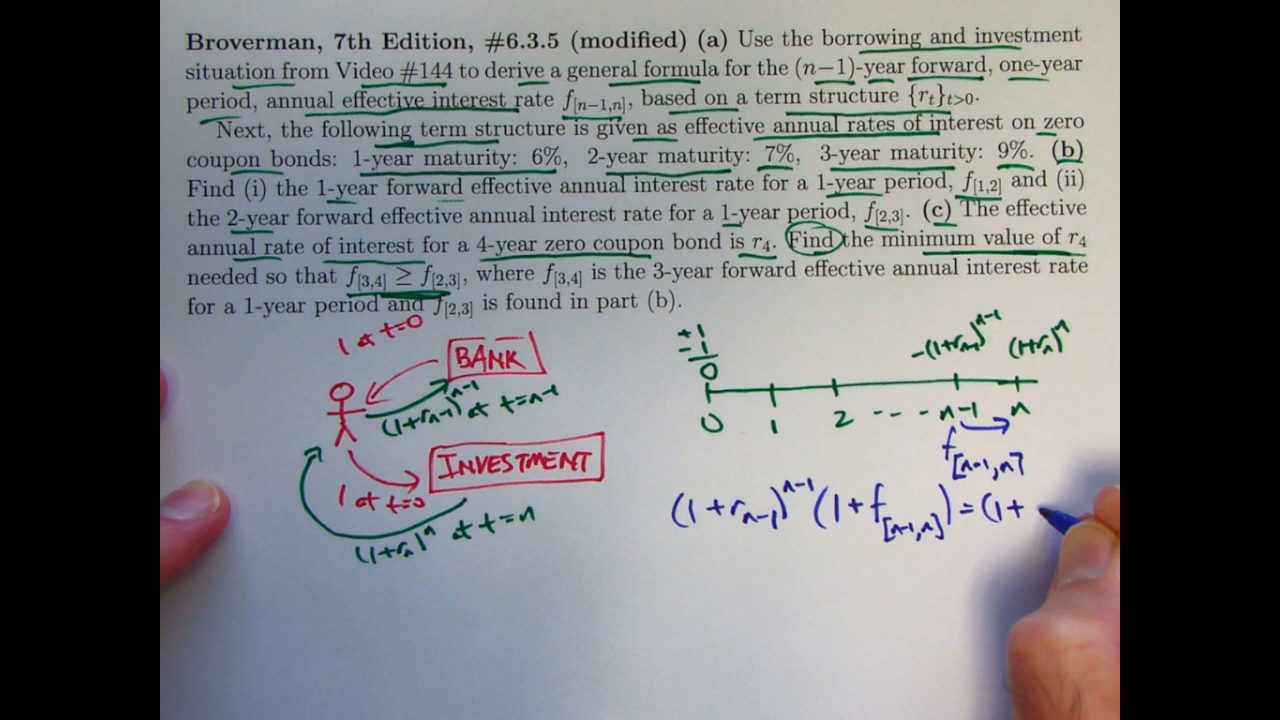 Broverman, 7th Edition, #6.3.5 (modified) (a) Use the borrowing and investment
situation from Video #144 to derive a general formula for the (n−1)-year forward, one-year
period, annual effective interest rate f[n−1,n], based on a term structure {rₜ}ₜ>₀.
Next, the following term structure is given as effective annual rates of interest on zero
coupon bonds: 1-year maturity: 6%, 2-year maturity: 7%, 3-year maturity: 9%. (b)
Find (i) the 1-year forward effective annual interest rate for a 1-year period, f[1,2] and (ii)
the 2-year forward effective annual interest rate for a 1-year period, f[2,3]. (c) The effective
annual rate of interest for a 4-year zero coupon bond is r₄. Find the minimum value of r₄
needed so that f[3,4] ≥ f[2,3], where f[3,4] is the 3-year forward effective annual interest rate
for a 1-year period and f[2,3] is found in part (b).
1 at t=0
BANK
(1+rₙ₋₁)ⁿ⁻¹ at t=n-1
INVESTMENT
1 at t=0
(1+rₙ)ⁿ at t=n
+1
-1
0
-(1+rₙ₋₁)ⁿ⁻¹ (1+rₙ)ⁿ
0 1 2 - - - - n-1 n
f[n-1,n]
(1+rₙ₋₁)ⁿ⁻¹(1+f[n-1,n])=(1+